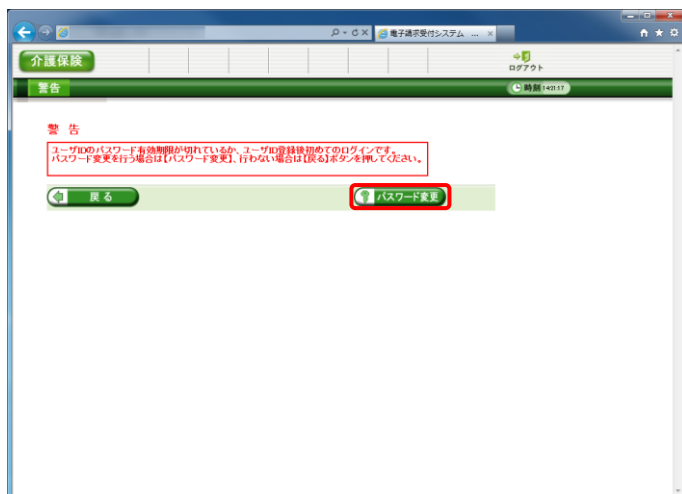 電子請求受付システム ...
介護保険
ログアウト
警告
時刻 14:21:17
警 告
ユーザIDのパスワード有効期限が切れているか、ユーザID登録後初めてのログインです。
パスワード変更を行う場合は【パスワード変更】、行わない場合は【戻る】ボタンを押してください。
戻る
パスワード変更